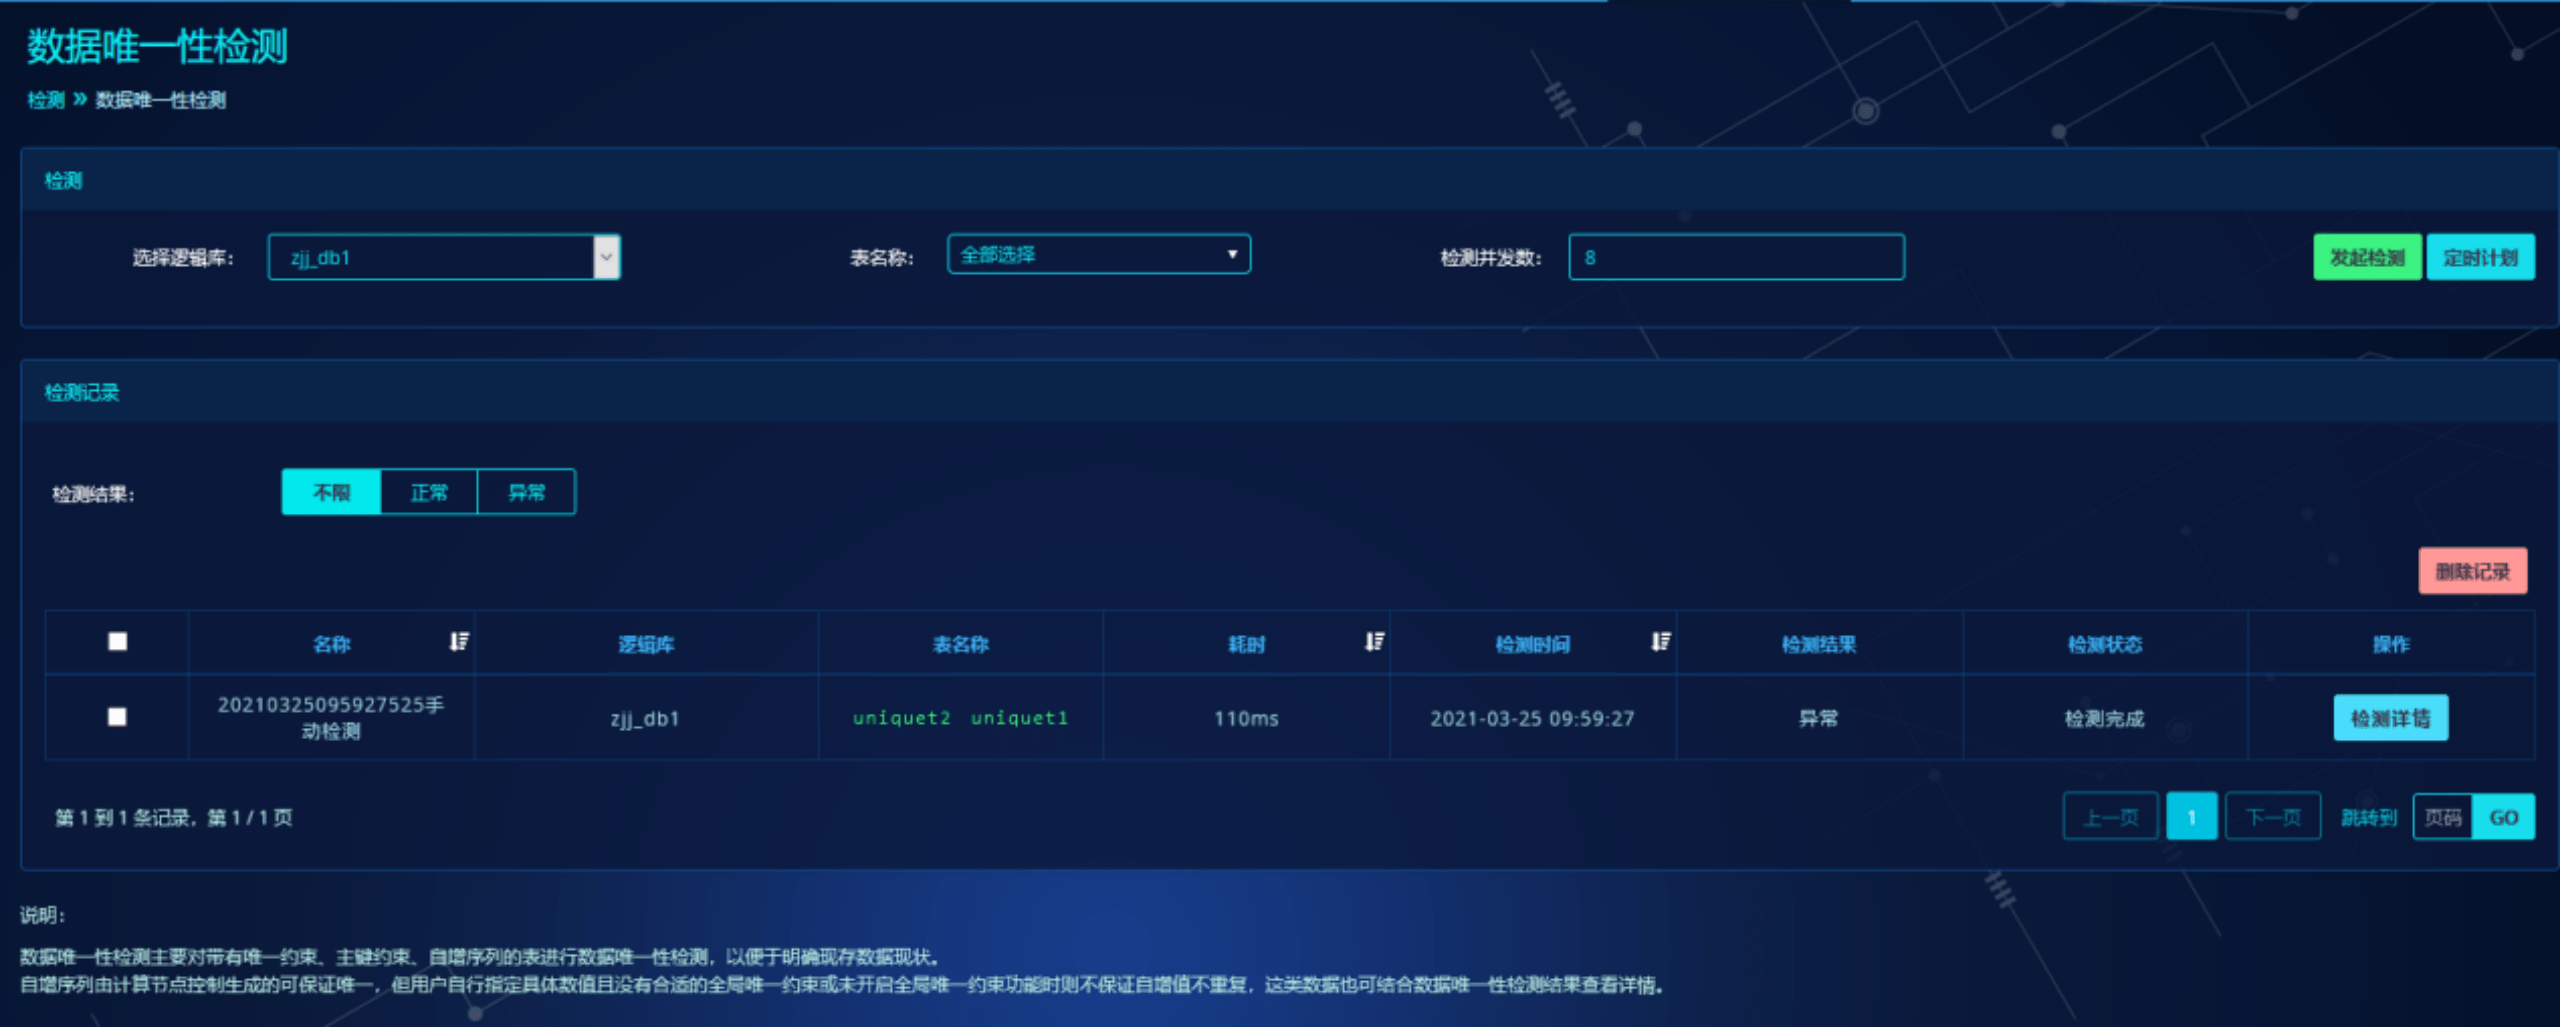 数据唯一性检测
检测 » 数据唯一性检测
检测
选择逻辑库: zjj_db1 表名称: 全部选择 检测并发数: 8 发起检测 定时计划
检测记录
检测结果: 不限 正常 异常
删除记录
名称 逻辑库 表名称 耗时 检测时间 检测结果 检测状态 操作
20210325095927525手
动检测 zjj_db1 uniquet2 uniquet1 110ms 2021-03-25 09:59:27 异常 检测完成 检测详情
第 1 到 1 条记录, 第 1 / 1 页 上一页 1 下一页 跳转到 页码 GO
说明:
数据唯一性检测主要对带有唯一约束、主键约束、自增序列的表进行数据唯一性检测，以便于明确现存数据现状。
自增序列由计算节点控制生成的可保证唯一，但用户自行指定具体数值且没有合适的全局唯一约束或未开启全局唯一约束功能时则不保证自增值不重复，这类数据也可结合数据唯一性检测结果查看详情。